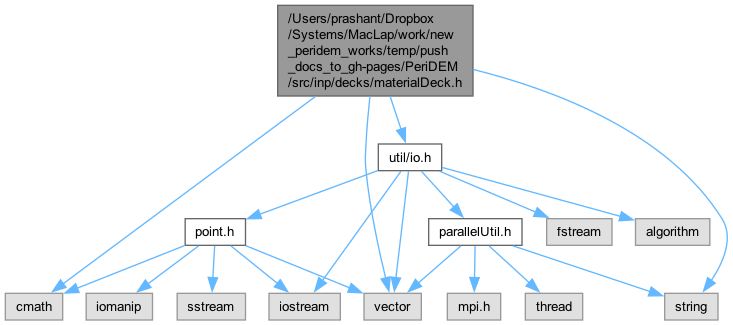 /Users/prashant/Dropbox
/Systems/MacLap/work/new
_peridem_works/temp/push
_docs_to_gh-pages/PeriDEM
/src/inp/decks/materialDeck.h
util/io.h
point.h
parallelUtil.h
fstream
algorithm
cmath
iomanip
sstream
iostream
vector
mpi.h
thread
string